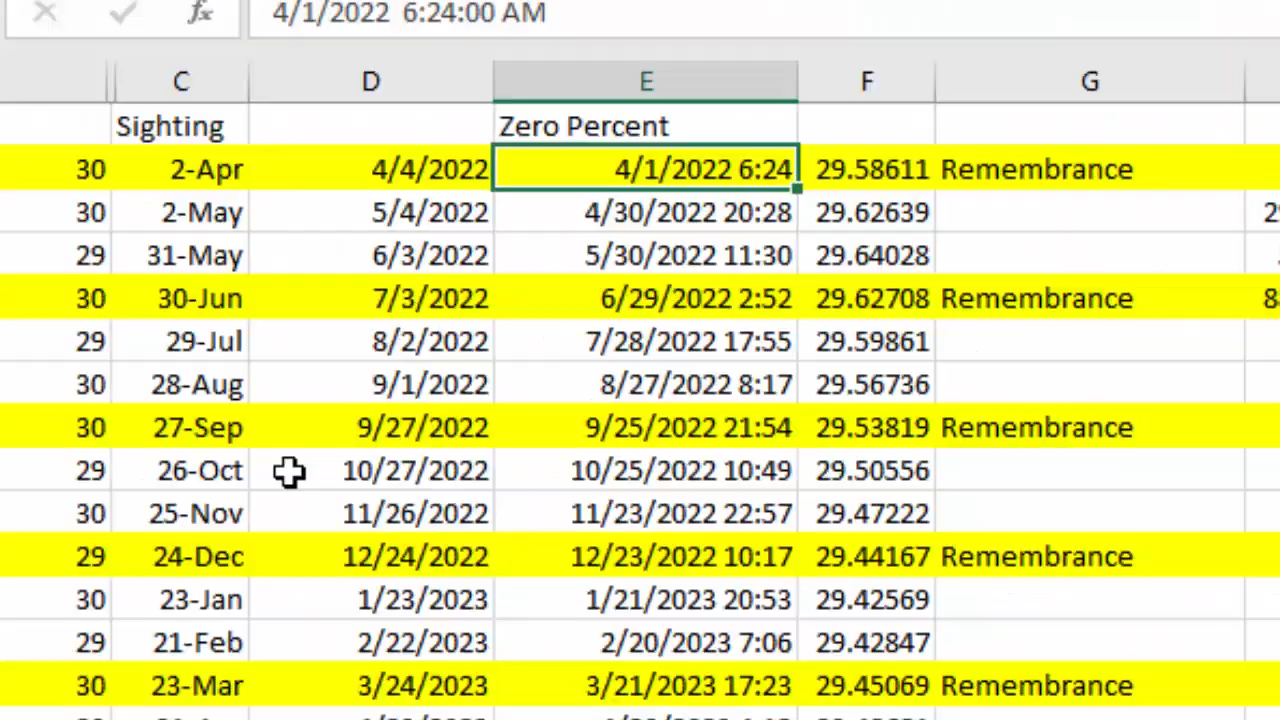 fx 4/1/2022 6:24:00 AM
C D E F G
Sighting Zero Percent
30 2-Apr 4/4/2022 4/1/2022 6:24 29.58611 Remembrance
30 2-May 5/4/2022 4/30/2022 20:28 29.62639
29 31-May 6/3/2022 5/30/2022 11:30 29.64028
30 30-Jun 7/3/2022 6/29/2022 2:52 29.62708 Remembrance
29 29-Jul 8/2/2022 7/28/2022 17:55 29.59861
30 28-Aug 9/1/2022 8/27/2022 8:17 29.56736
30 27-Sep 9/27/2022 9/25/2022 21:54 29.53819 Remembrance
29 26-Oct 10/27/2022 10/25/2022 10:49 29.50556
30 25-Nov 11/26/2022 11/23/2022 22:57 29.47222
29 24-Dec 12/24/2022 12/23/2022 10:17 29.44167 Remembrance
30 23-Jan 1/23/2023 1/21/2023 20:53 29.42569
29 21-Feb 2/22/2023 2/20/2023 7:06 29.42847
30 23-Mar 3/24/2023 3/21/2023 17:23 29.45069 Remembrance